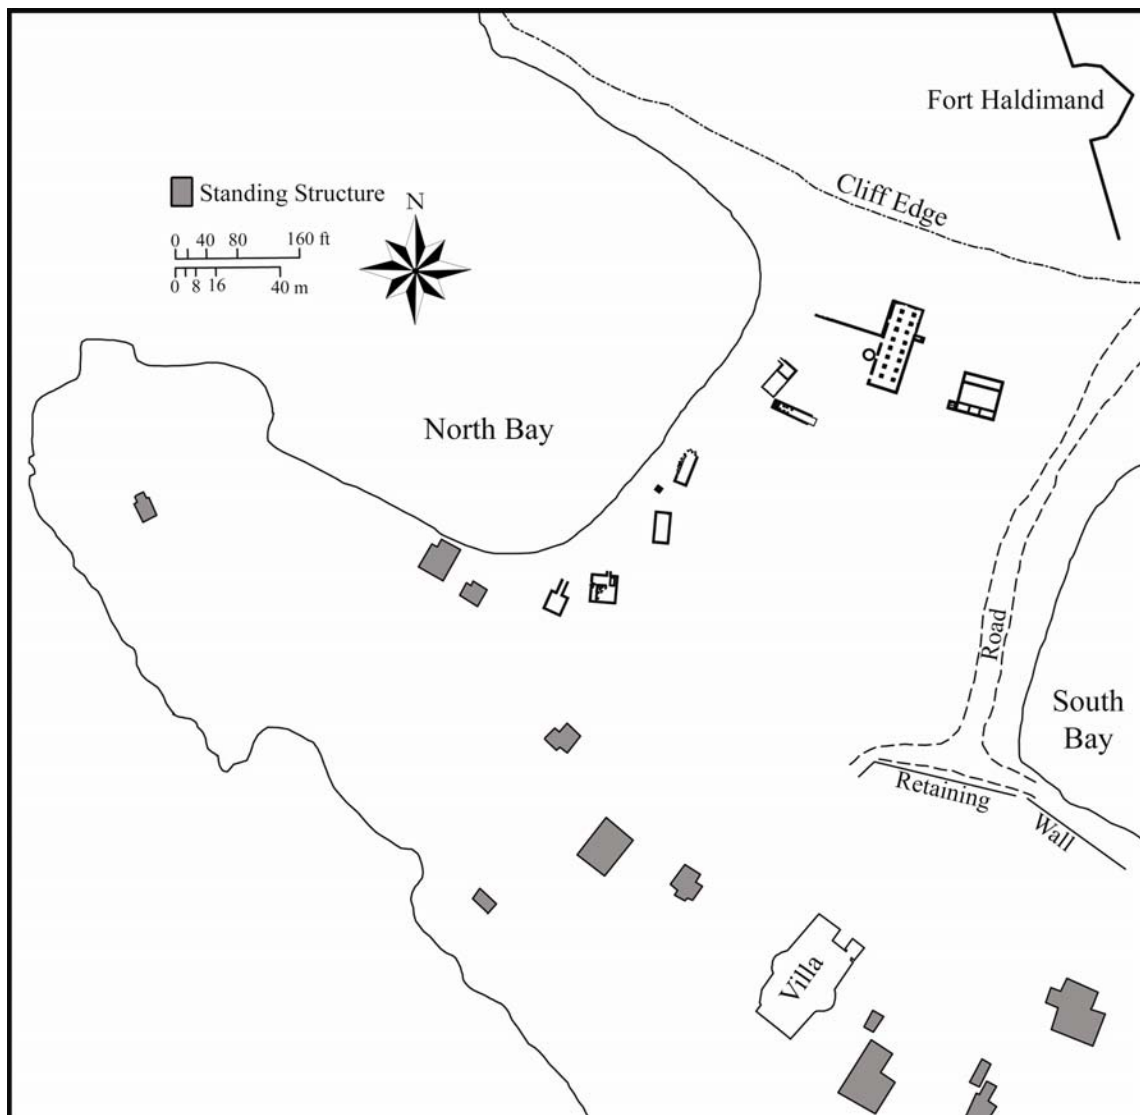 Fort Haldimand
Cliff Edge
Standing Structure
N
0 40 80 160 ft
0 8 16 40 m
North Bay
Road
South
Bay
Retaining
Wall
Villa